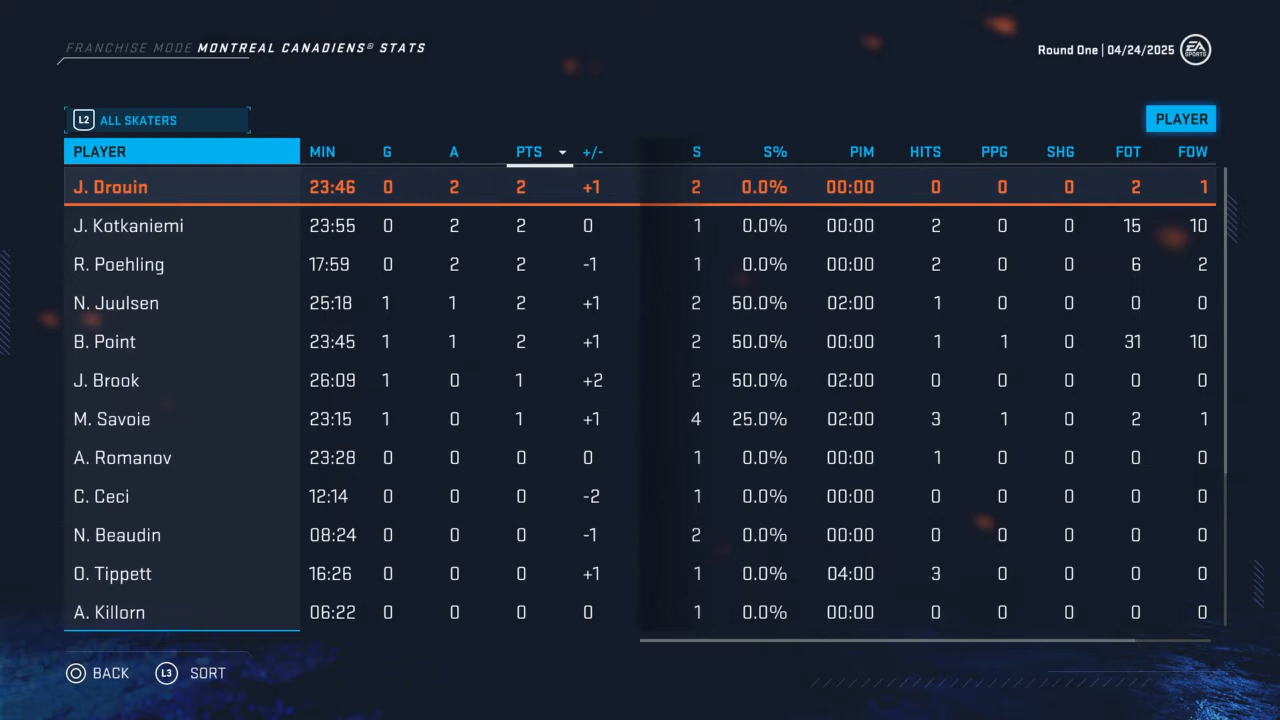 FRANCHISE MODE MONTREAL CANADIENS® STATS
Round One | 04/24/2025 EA SPORTS
L2 ALL SKATERS
PLAYER
PLAYER MIN G A PTS +/- S S% PIM HITS PPG SHG FOT FOW
J. Drouin 23:46 0 2 2 +1 2 0.0% 00:00 0 0 0 2 1
J. Kotkaniemi 23:55 0 2 2 0 1 0.0% 00:00 2 0 0 15 10
R. Poehling 17:59 0 2 2 -1 1 0.0% 00:00 2 0 0 6 2
N. Juulsen 25:18 1 1 2 +1 2 50.0% 02:00 1 0 0 0 0
B. Point 23:45 1 1 2 +1 2 50.0% 00:00 1 1 0 31 10
J. Brook 26:09 1 0 1 +2 2 50.0% 02:00 0 0 0 0 0
M. Savoie 23:15 1 0 1 +1 4 25.0% 02:00 3 1 0 2 1
A. Romanov 23:28 0 0 0 0 1 0.0% 00:00 1 0 0 0 0
C. Ceci 12:14 0 0 0 -2 1 0.0% 00:00 0 0 0 0 0
N. Beaudin 08:24 0 0 0 -1 2 0.0% 00:00 0 0 0 0 0
O. Tippett 16:26 0 0 0 +1 1 0.0% 04:00 3 0 0 0 0
A. Killorn 06:22 0 0 0 0 1 0.0% 00:00 0 0 0 0 0
BACK L3 SORT